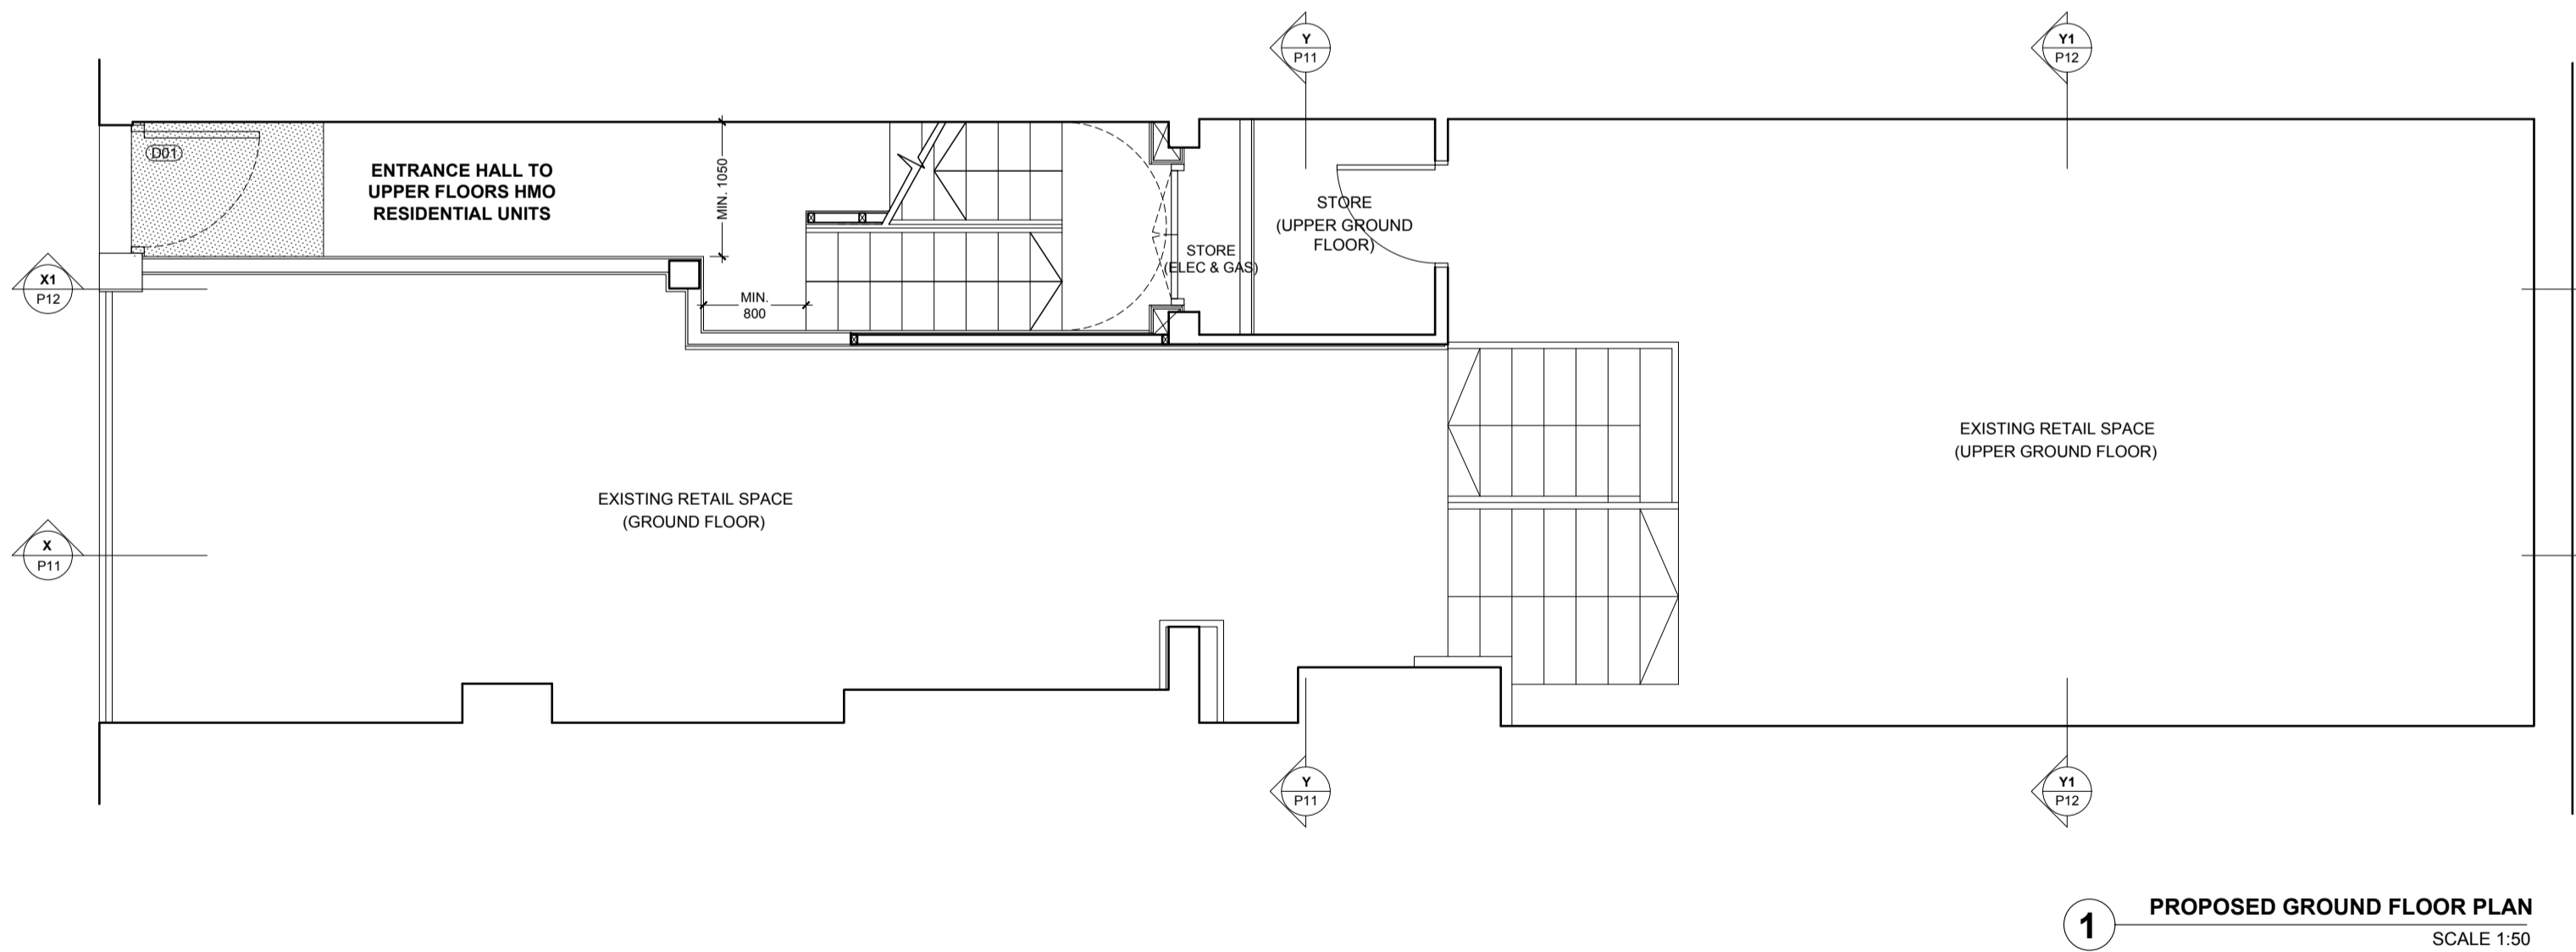 Y
P11
Y1
P12
D01
ENTRANCE HALL TO
UPPER FLOORS HMO
RESIDENTIAL UNITS
MIN. 1050
STORE
(UPPER GROUND
FLOOR)
STORE
(ELEC & GAS)
X1
P12
MIN.
800
EXISTING RETAIL SPACE
(UPPER GROUND FLOOR)
EXISTING RETAIL SPACE
(GROUND FLOOR)
X
P11
Y
P11
Y1
P12
1
PROPOSED GROUND FLOOR PLAN
SCALE 1:50